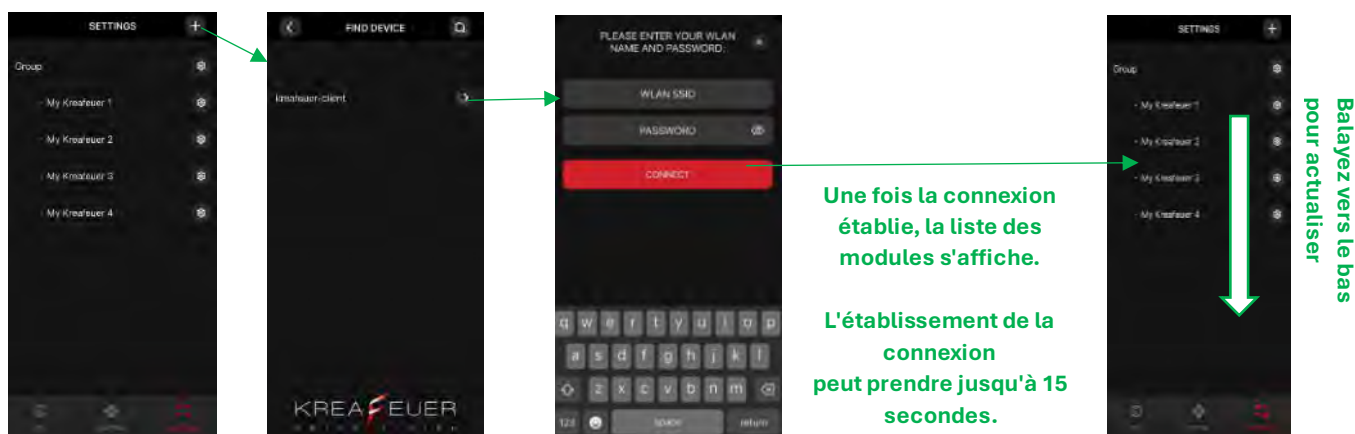 SETTINGS +
Group
- My Kreafeuer 1
- My Kreafeuer 2
- My Kreafeuer 3
- My Kreafeuer 4
FIND DEVICE
kreafeuer-client
KREAFEUER
PLEASE ENTER YOUR WLAN
NAME AND PASSWORD:
WLAN SSID
PASSWORD
CONNECT
q w e r t y u i o p
a s d f g h j k l
z x c v b n m
123 space return
Une fois la connexion
établie, la liste des
modules s'affiche.
L'établissement de la
connexion
peut prendre jusqu'à 15
secondes.
SETTINGS +
Group
- My Kreafeuer 1
- My Kreafeuer 2
- My Kreafeuer 3
- My Kreafeuer 4
Balayez vers le bas
pour actualiser